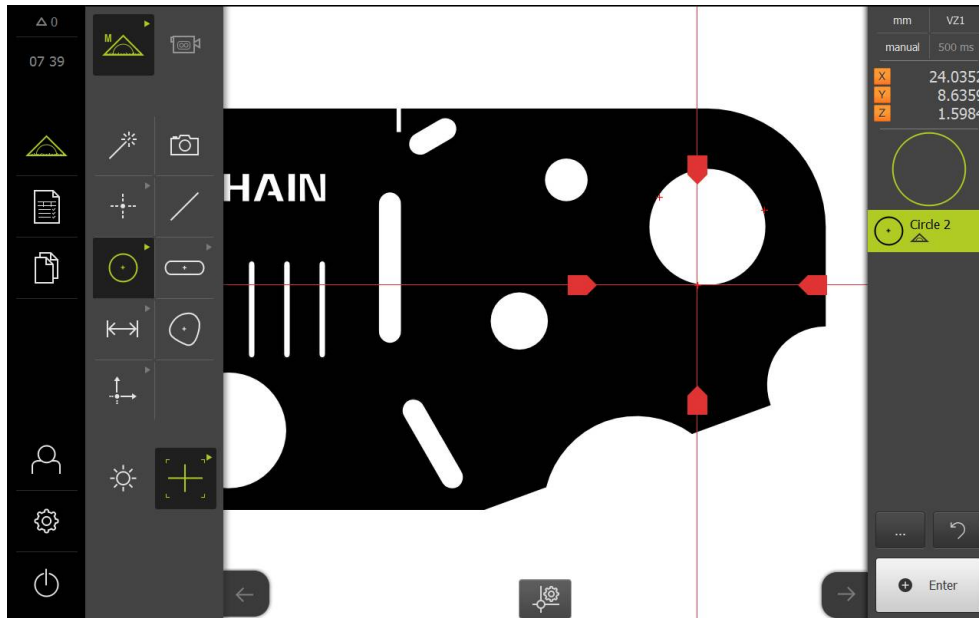 0
07 39
M
HAIN
mm VZ1
manual 500 ms
X 24.0352
Y 8.6359
Z 1.5984
Circle 2
...
Enter